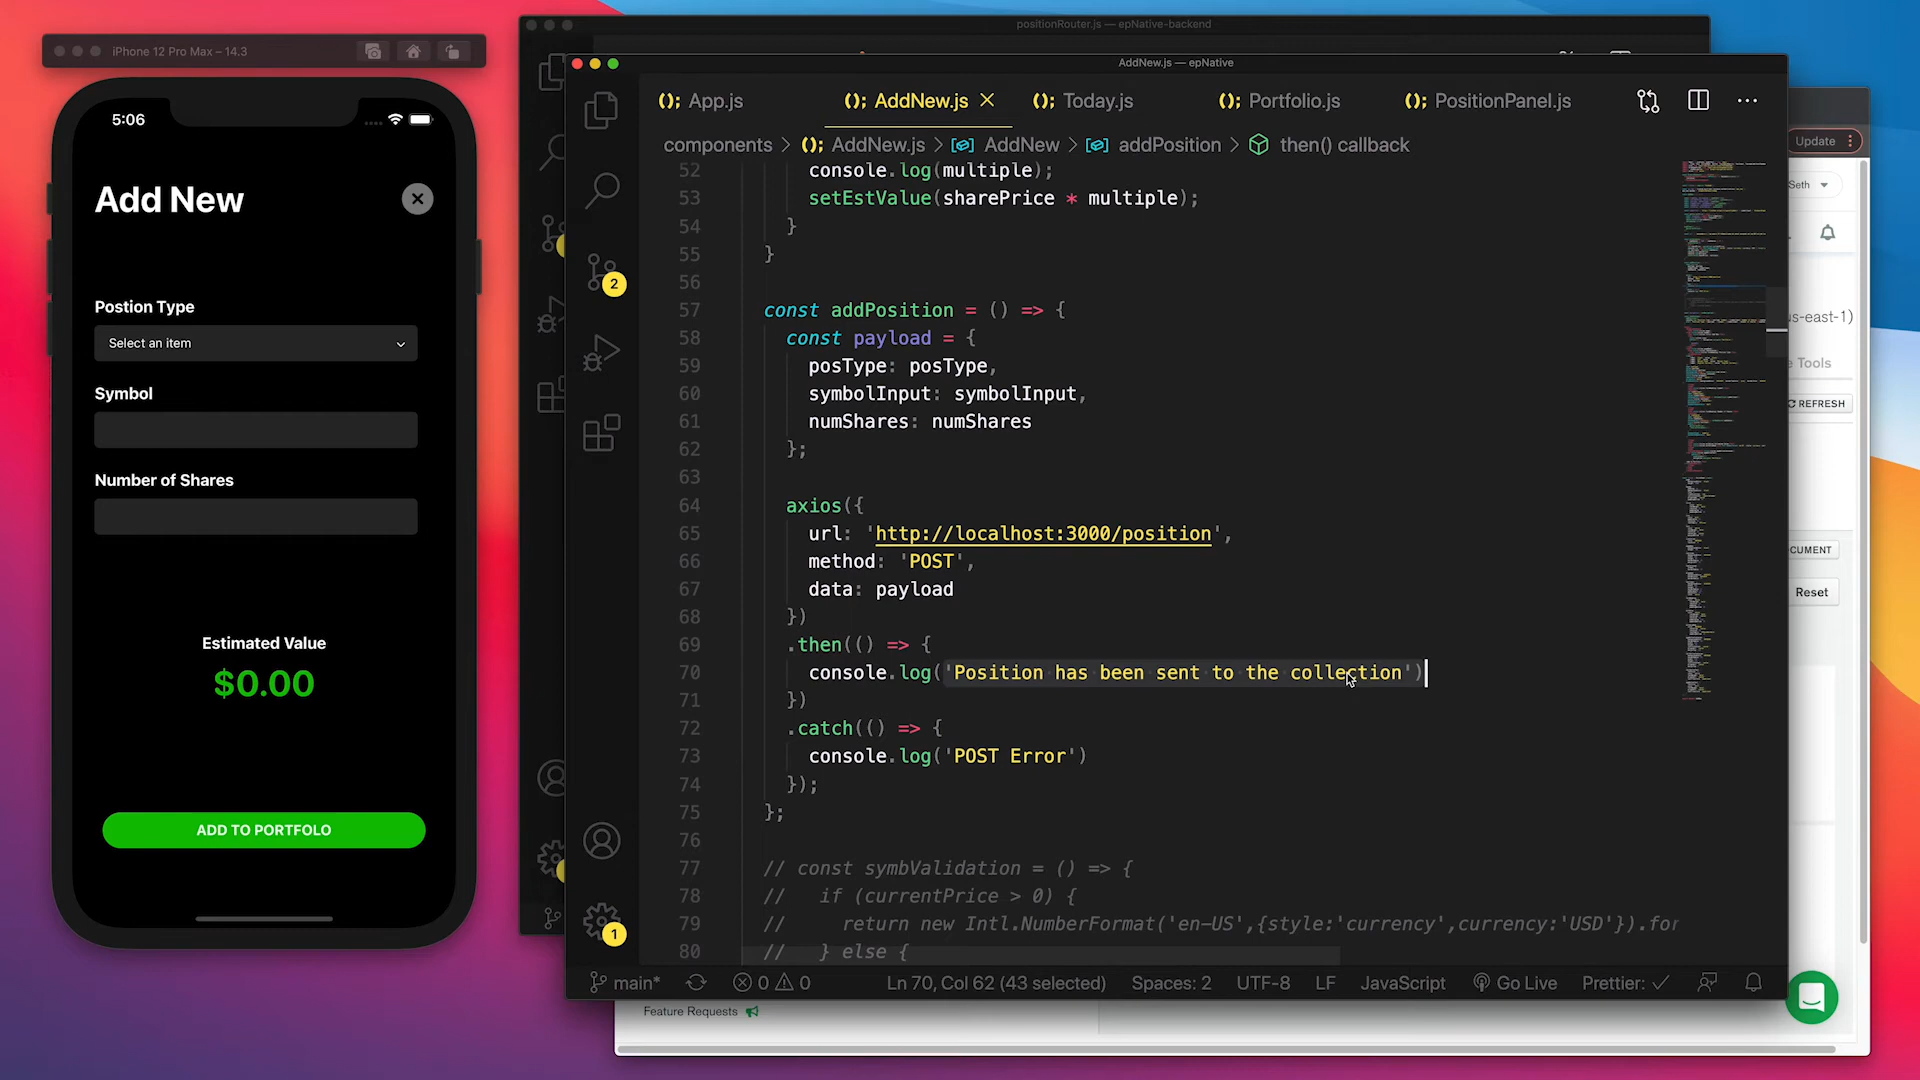 positionRouter.js — epNative-backend
iPhone 12 Pro Max – 14.3
AddNew.js — epNative
App.js
AddNew.js
Today.js
Portfolio.js
PositionPanel.js
components > AddNew.js > AddNew > addPosition > then() callback
52 console.log(multiple);
53 setEstValue(sharePrice * multiple);
54 }
55 }
56
57 const addPosition = () => {
58 const payload = {
59 posType: posType,
60 symbolInput: symbolInput,
61 numShares: numShares
62 };
63
64 axios({
65 url: 'http://localhost:3000/position',
66 method: 'POST',
67 data: payload
68 })
69 .then(() => {
70 console.log('Position has been sent to the collection')
71 })
72 .catch(() => {
73 console.log('POST Error')
74 });
75 };
76
77 // const symbValidation = () => {
78 // if (currentPrice > 0) {
79 // return new Intl.NumberFormat('en-US',{style:'currency',currency:'USD'}).for
80 // } else {
2
1
main* 0 0 Ln 70, Col 62 (43 selected) Spaces: 2 UTF-8 LF JavaScript Go Live Prettier:
5:06
Add New
Postion Type
Select an item
Symbol
Number of Shares
Estimated Value
$0.00
ADD TO PORTFOLO
Update
Seth
us-east-1)
e Tools
REFRESH
CUMENT
Reset
Feature Requests